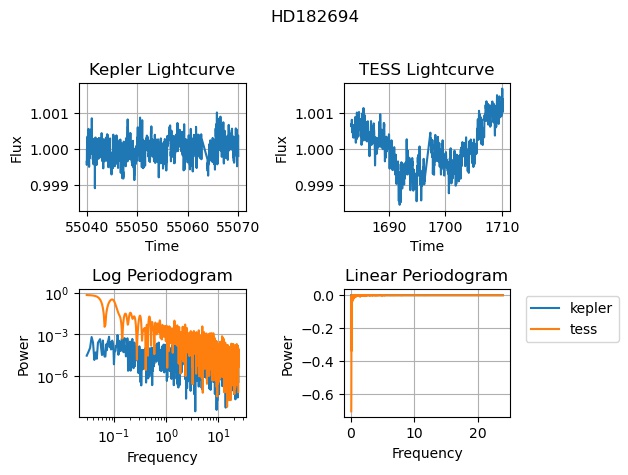 HD182694
Kepler Lightcurve
Flux
1.001
1.000
0.999
55040 55050 55060 55070
Time
TESS Lightcurve
Flux
1.001
1.000
0.999
1690 1700 1710
Time
Log Periodogram
Power
10⁰
10⁻³
10⁻⁶
10⁻¹ 10⁰ 10¹
Frequency
Linear Periodogram
Power
0.0
−0.2
−0.4
−0.6
0 20
Frequency
kepler
tess